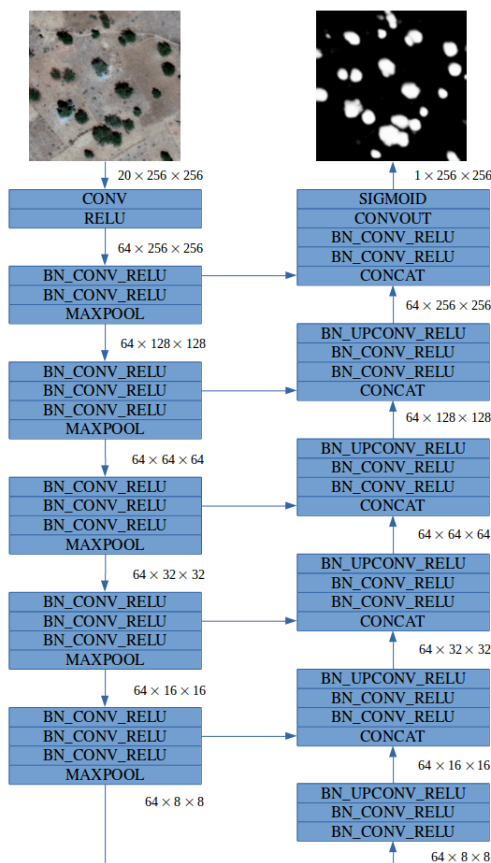 20 × 256 × 256
CONV
RELU
64 × 256 × 256
BN_CONV_RELU
BN_CONV_RELU
MAXPOOL
64 × 128 × 128
BN_CONV_RELU
BN_CONV_RELU
BN_CONV_RELU
MAXPOOL
64 × 64 × 64
BN_CONV_RELU
BN_CONV_RELU
BN_CONV_RELU
MAXPOOL
64 × 32 × 32
BN_CONV_RELU
BN_CONV_RELU
BN_CONV_RELU
MAXPOOL
64 × 16 × 16
BN_CONV_RELU
BN_CONV_RELU
BN_CONV_RELU
MAXPOOL
64 × 8 × 8
1 × 256 × 256
SIGMOID
CONVOUT
BN_CONV_RELU
BN_CONV_RELU
CONCAT
64 × 256 × 256
BN_UPCONV_RELU
BN_CONV_RELU
BN_CONV_RELU
CONCAT
64 × 128 × 128
BN_UPCONV_RELU
BN_CONV_RELU
BN_CONV_RELU
CONCAT
64 × 64 × 64
BN_UPCONV_RELU
BN_CONV_RELU
BN_CONV_RELU
CONCAT
64 × 32 × 32
BN_UPCONV_RELU
BN_CONV_RELU
BN_CONV_RELU
CONCAT
64 × 16 × 16
BN_UPCONV_RELU
BN_CONV_RELU
BN_CONV_RELU
64 × 8 × 8